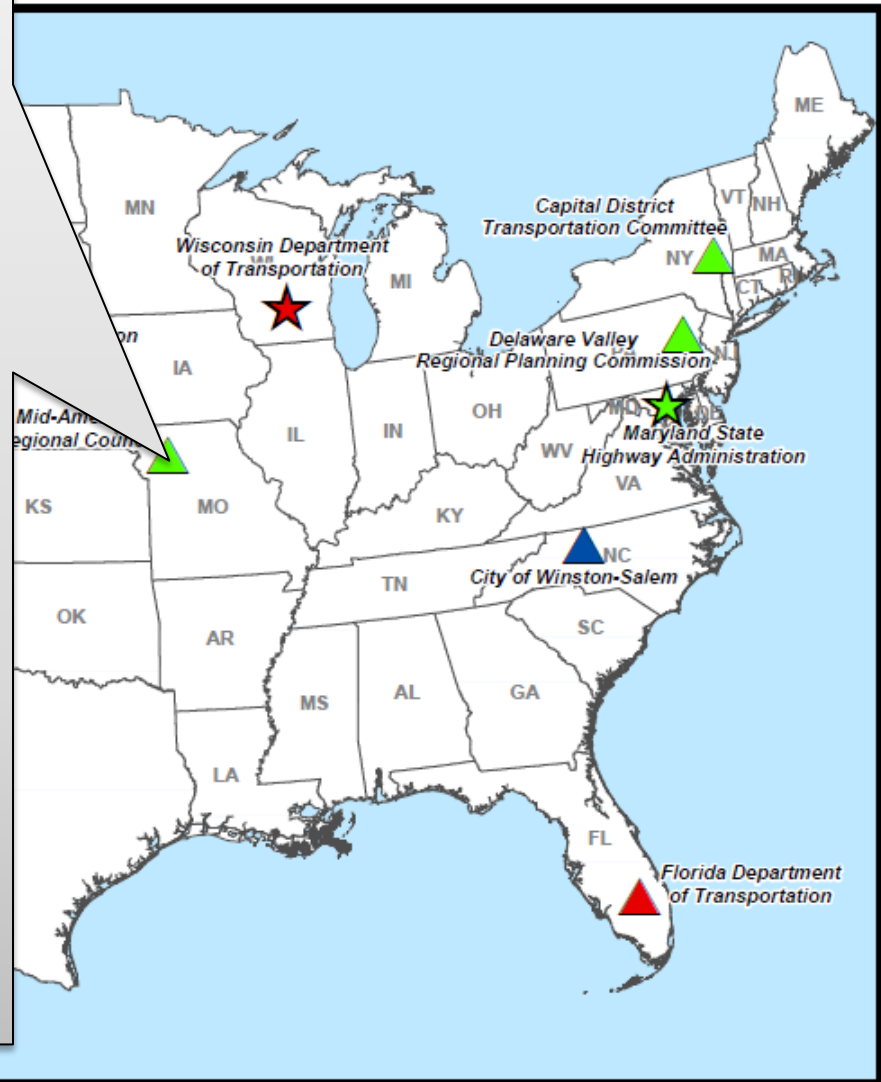 ME
MN
Capital District
Transportation Committee
VT
NH
Wisconsin Department
of Transportation
NY
MA
MI
CT
on
Delaware Valley
Regional Planning Commission
NJ
IA
OH
Mid-Ame
egional Coun
IL
IN
Maryland State
Highway Administration
WV
VA
KS
MO
KY
NC
City of Winston-Salem
TN
OK
AR
SC
MS
AL
GA
LA
FL
Florida Department
of Transportation